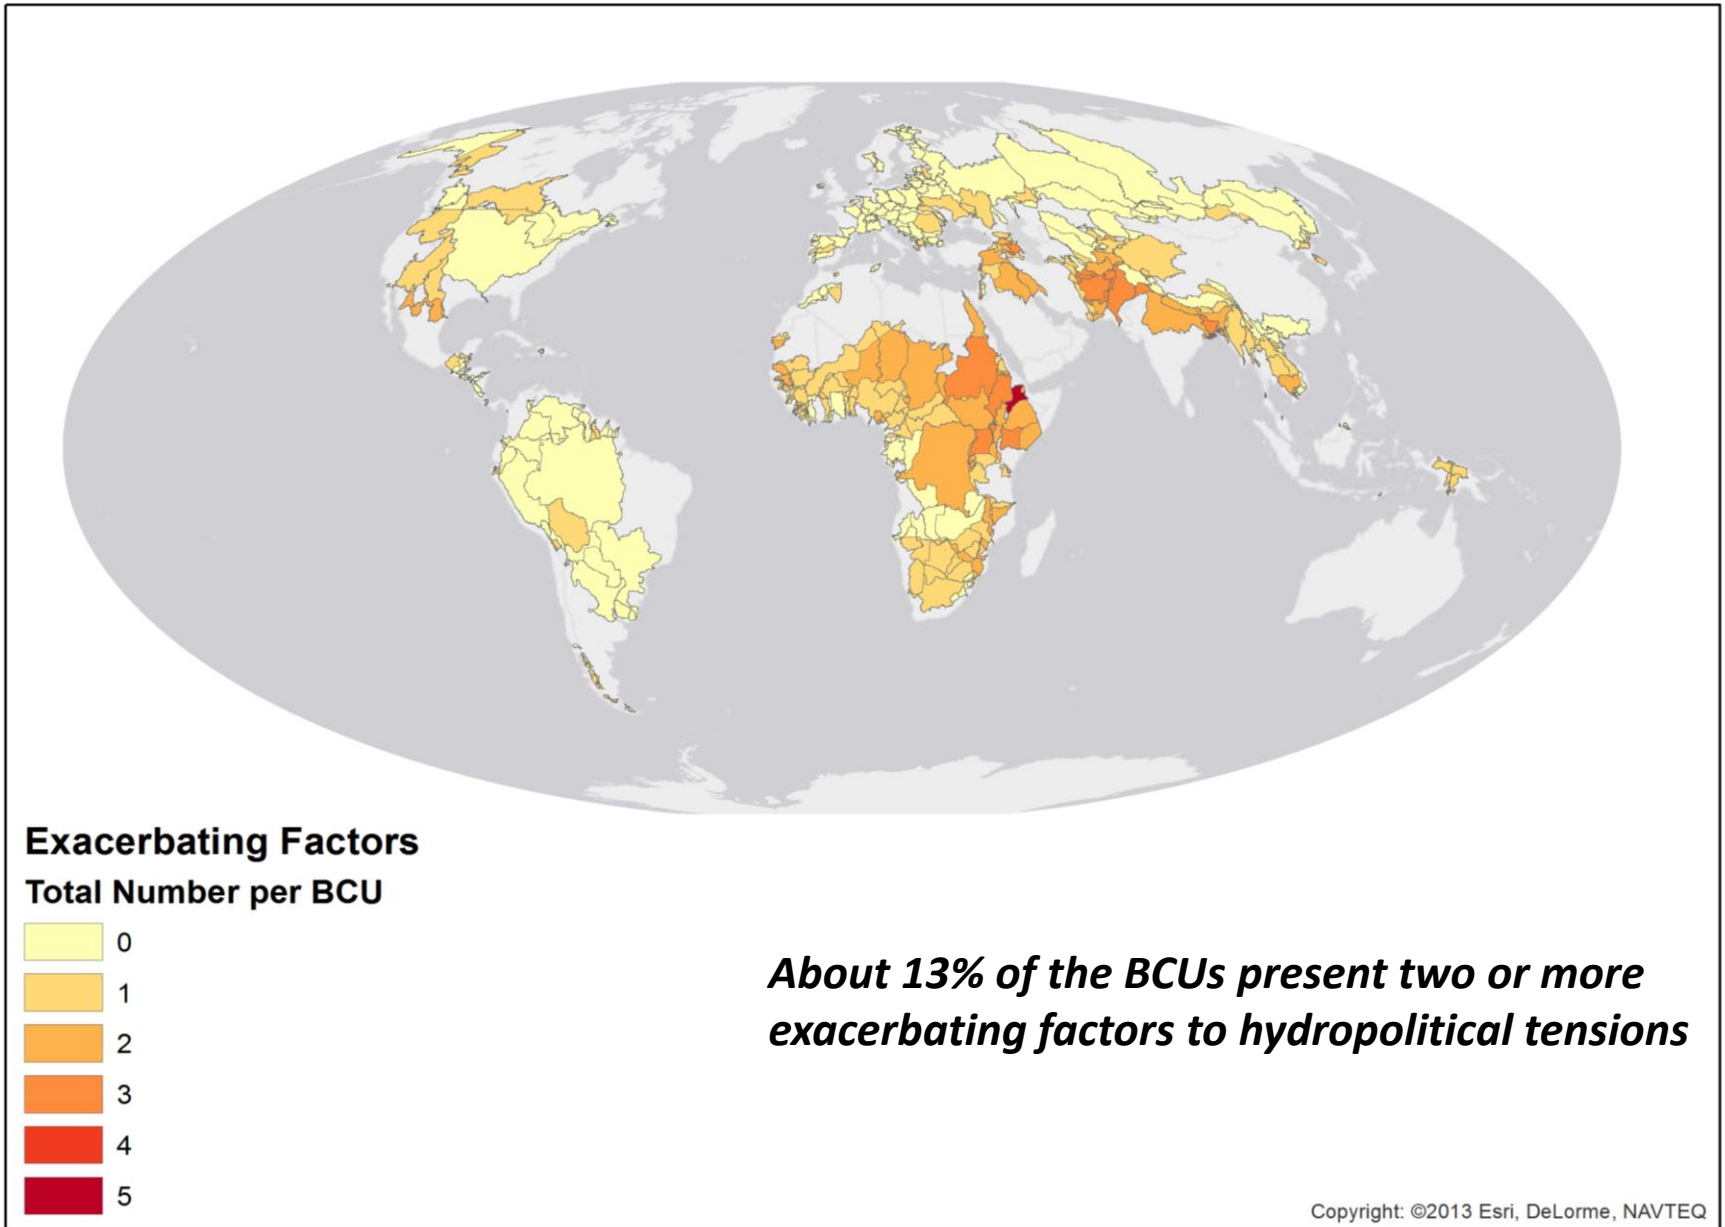 Exacerbating Factors
Total Number per BCU
0
1
2
3
4
5
About 13% of the BCUs present two or more
exacerbating factors to hydropolitical tensions
Copyright: ©2013 Esri, DeLorme, NAVTEQ